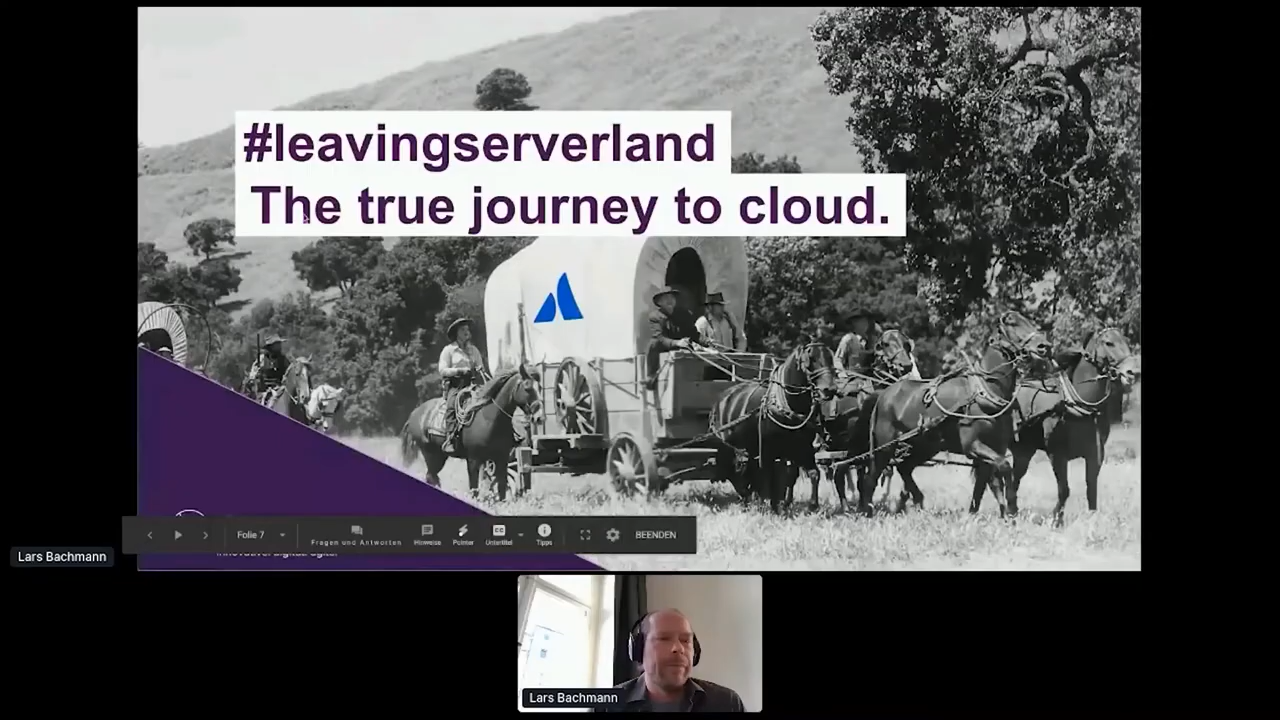 #leavingserverland
The true journey to cloud.
Folie 7
Fragen und Antworten
Hinweise
Pointer
Untertitel
Tipps
BEENDEN
Lars Bachmann
Lars Bachmann